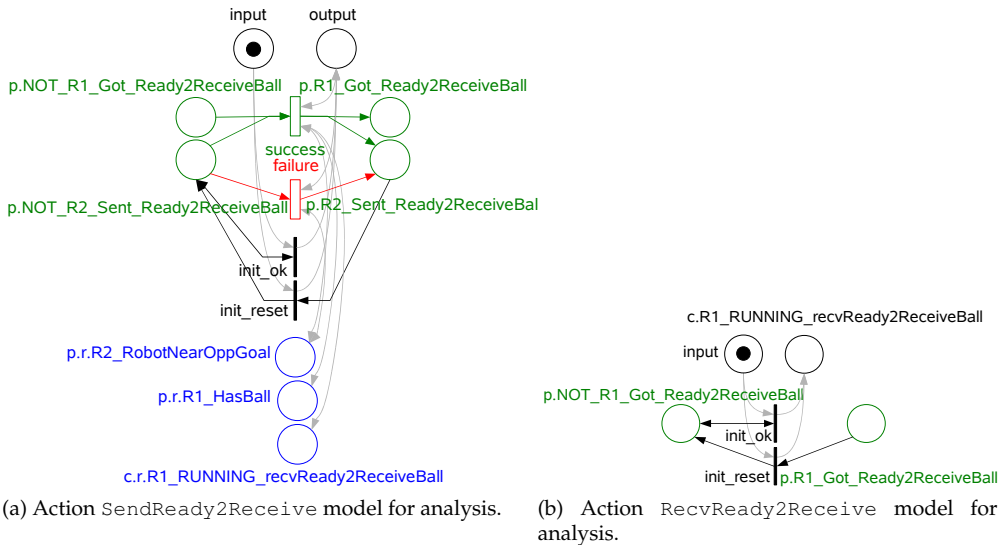 input output
p.NOT_R1_Got_Ready2ReceiveBall p.R1_Got_Ready2ReceiveBall
success
failure
p.NOT_R2_Sent_Ready2ReceiveBall p.R2_Sent_Ready2ReceiveBal
init_ok
init_reset
p.r.R2_RobotNearOppGoal
p.r.R1_HasBall
c.r.R1_RUNNING_recvReady2ReceiveBall
(a) Action SendReady2Receive model for analysis.
c.R1_RUNNING_recvReady2ReceiveBall
input
p.NOT_R1_Got_Ready2ReceiveBall
init_ok
init_reset p.R1_Got_Ready2ReceiveBall
(b) Action RecvReady2Receive model for
analysis.